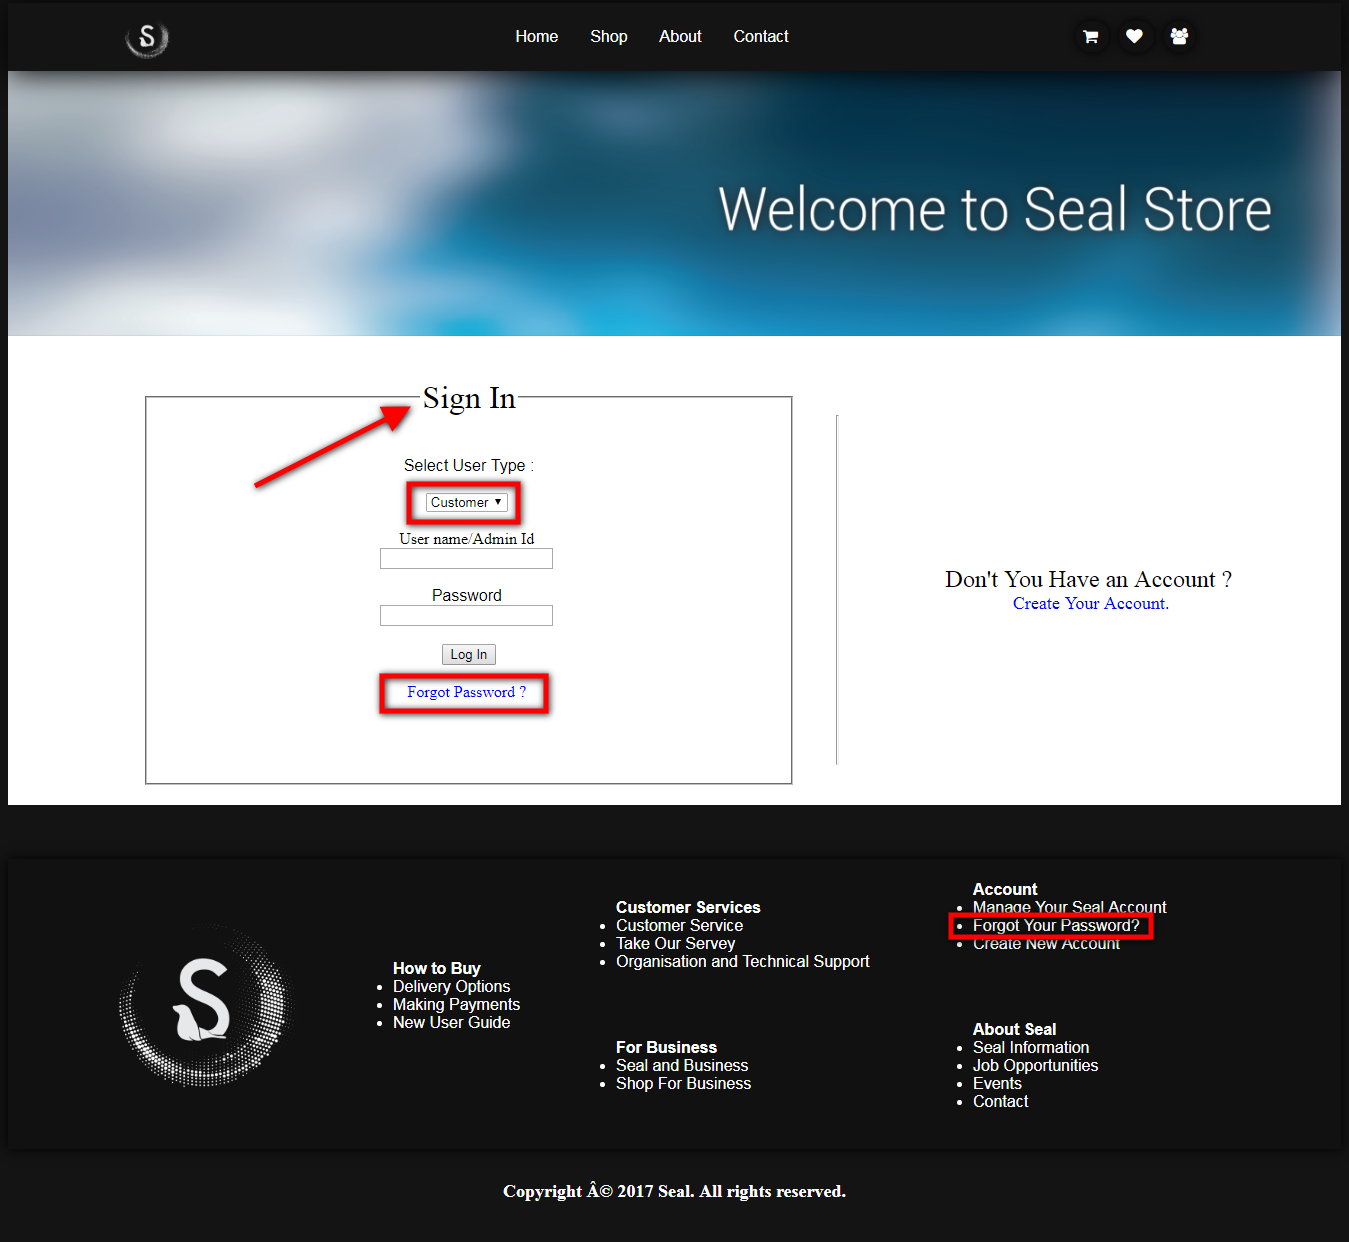 S
Home Shop About Contact
Welcome to Seal Store
Sign In
Select User Type :
Customer
User name/Admin Id
Password
Log In
Forgot Password ?
Don't You Have an Account ?
Create Your Account.
S
How to Buy
Delivery Options
Making Payments
New User Guide
Customer Services
Customer Service
Take Our Servey
Organisation and Technical Support
For Business
Seal and Business
Shop For Business
Account
Manage Your Seal Account
Forgot Your Password?
Create New Account
About Seal
Seal Information
Job Opportunities
Events
Contact
Copyright Â© 2017 Seal. All rights reserved.